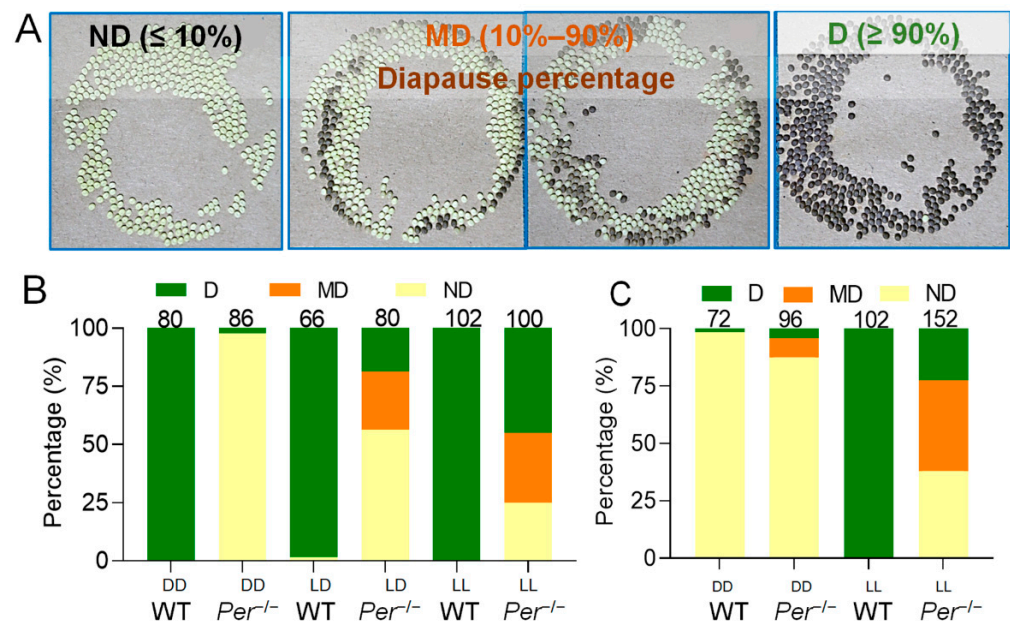 A
ND (≤ 10%)
MD (10%–90%)
D (≥ 90%)
Diapause percentage
B
D MD ND
80 86 66 80 102 100
100
75
50
25
0
Percentage (%)
DD DD LD LD LL LL
WT Per⁻/⁻ WT Per⁻/⁻ WT Per⁻/⁻
C
D MD ND
72 96 102 152
100
75
50
25
0
Percentage (%)
DD DD LL LL
WT Per⁻/⁻ WT Per⁻/⁻